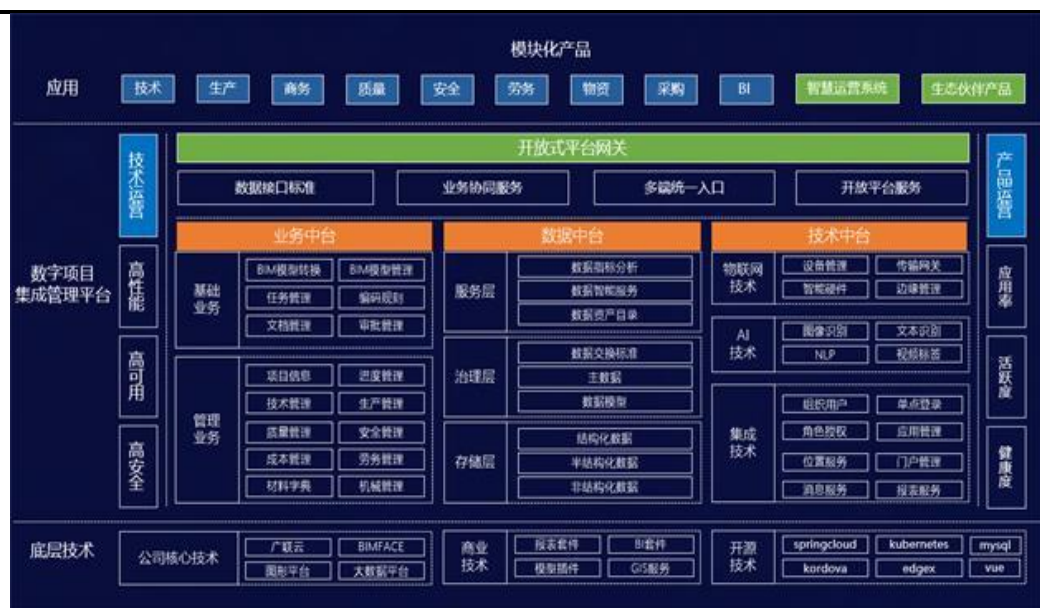 模块化产品
应用 技术 生产 商务 质量 安全 劳务 物资 采购 BI 智慧运营系统 生态伙伴产品
数字项目
集成管理平台
技术运营
高性能
高可用
高安全
开放式平台网关
数据接口标准 业务协同服务 多端统一入口 开放平台服务
业务中台
基础
业务
BIM模型转换 BIM模型管理
任务管理 编码规则
文档管理 审批管理
管理
业务
项目信息 进度管理
技术管理 生产管理
质量管理 安全管理
成本管理 劳务管理
材料字典 机械管理
数据中台
服务层
数据指标分析
数据智能服务
数据资产目录
治理层
数据交换标准
主数据
数据模型
存储层
结构化数据
半结构化数据
非结构化数据
技术中台
物联网
技术
设备管理 传输网关
智能硬件 边缘管理
AI
技术
图像识别 文本识别
NLP 视频标签
集成
技术
组织用户 单点登录
角色授权 应用管理
位置服务 门户管理
消息服务 报表服务
产品运营
应用率
活跃度
健康度
底层技术
公司核心技术
广联云 BIMFACE
图形平台 大数据平台
商业
技术
报表套件 BI套件
模型插件 GIS服务
开源
技术
springcloud kubernetes mysql
kordova edgex vue